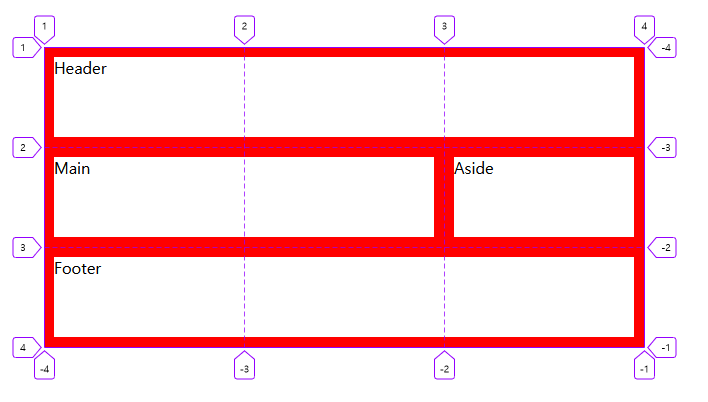 1 2 3 4
1 -4
Header
2 -3
Main Aside
3 -2
Footer
4 -1
-4 -3 -2 -1